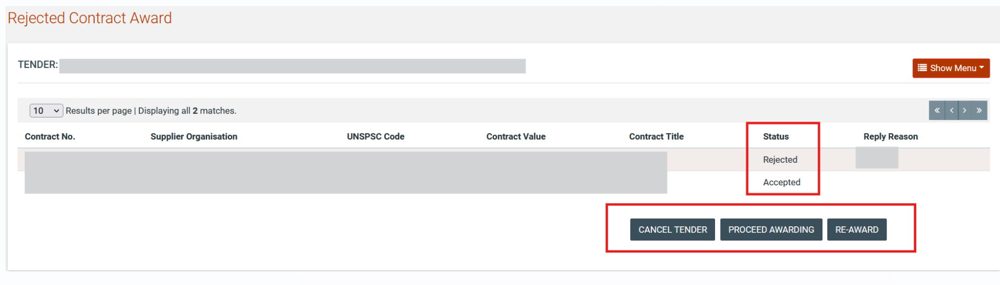 Rejected Contract Award
TENDER:
Show Menu
10 Results per page | Displaying all 2 matches.
« ‹ › »
Contract No. Supplier Organisation UNSPSC Code Contract Value Contract Title Status Reply Reason
Rejected
Accepted
CANCEL TENDER PROCEED AWARDING RE-AWARD